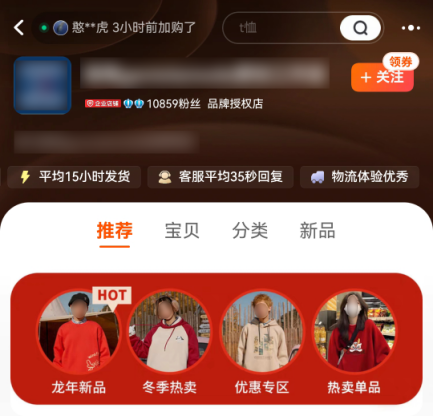 憨**虎 3小时前加购了
t恤
领券
+ 关注
企业店铺 10859粉丝 品牌授权店
平均15小时发货
客服平均35秒回复
物流体验优秀
推荐 宝贝 分类 新品
HOT
龙年新品 冬季热卖 优惠专区 热卖单品